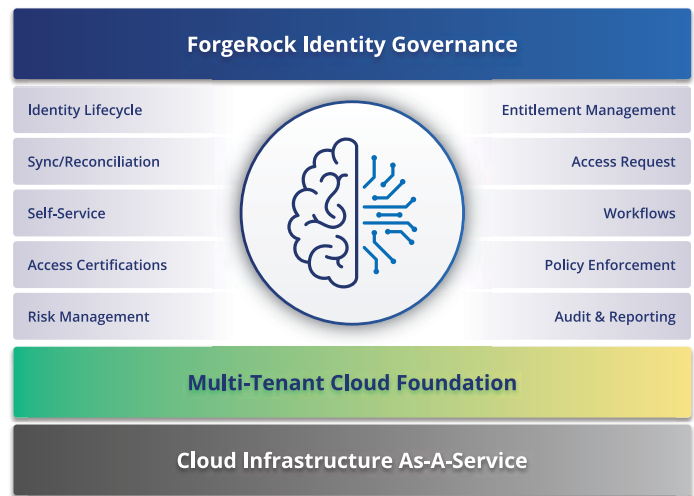 ForgeRock Identity Governance
Identity Lifecycle
Entitlement Management
Sync/Reconciliation
Access Request
Self-Service
Workflows
Access Certifications
Policy Enforcement
Risk Management
Audit & Reporting
Multi-Tenant Cloud Foundation
Cloud Infrastructure As-A-Service